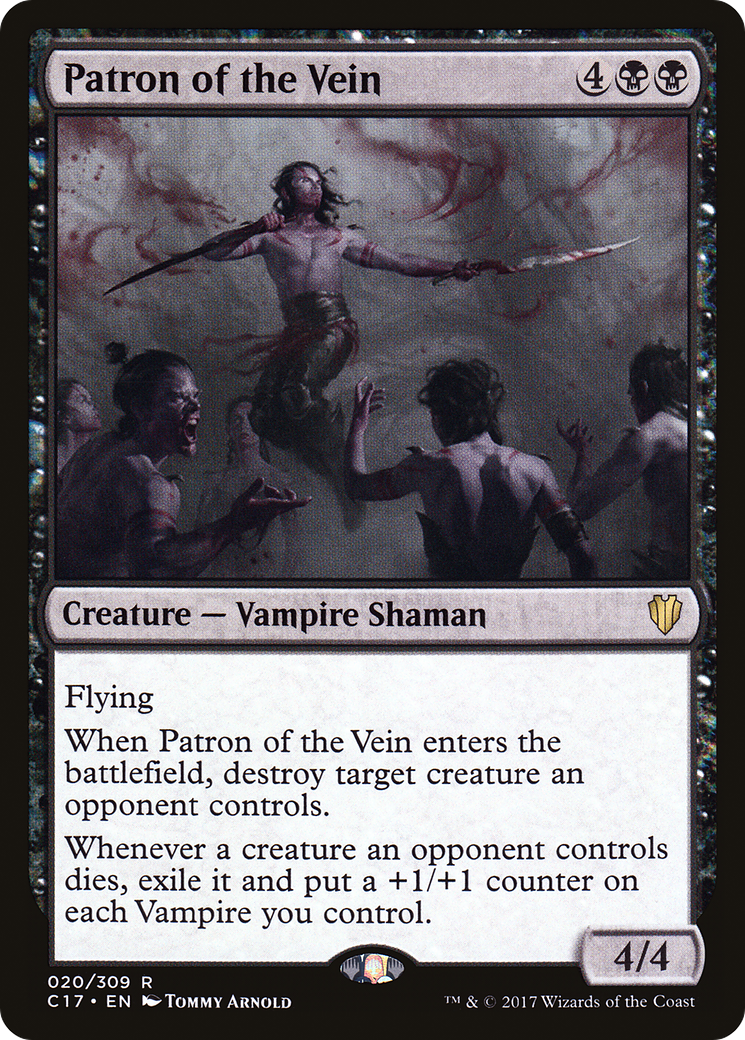 Patron of the Vein 4
Creature — Vampire Shaman
Flying
When Patron of the Vein enters the
battlefield, destroy target creature an
opponent controls.
Whenever a creature an opponent controls
dies, exile it and put a +1/+1 counter on
each Vampire you control.
4/4
020/309 R
C17 • EN TOMMY ARNOLD
™ & © 2017 Wizards of the Coast